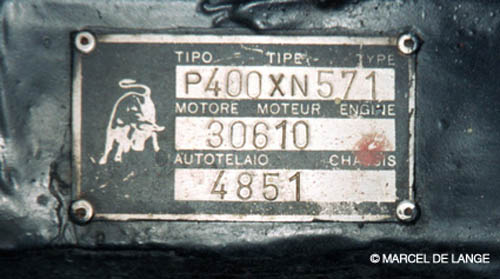 TIPO TIPE TYPE
P400XN571
MOTORE MOTEUR ENGINE
30610
AUTOTELAIO CHASSIS
4851
© MARCEL DE LANGE